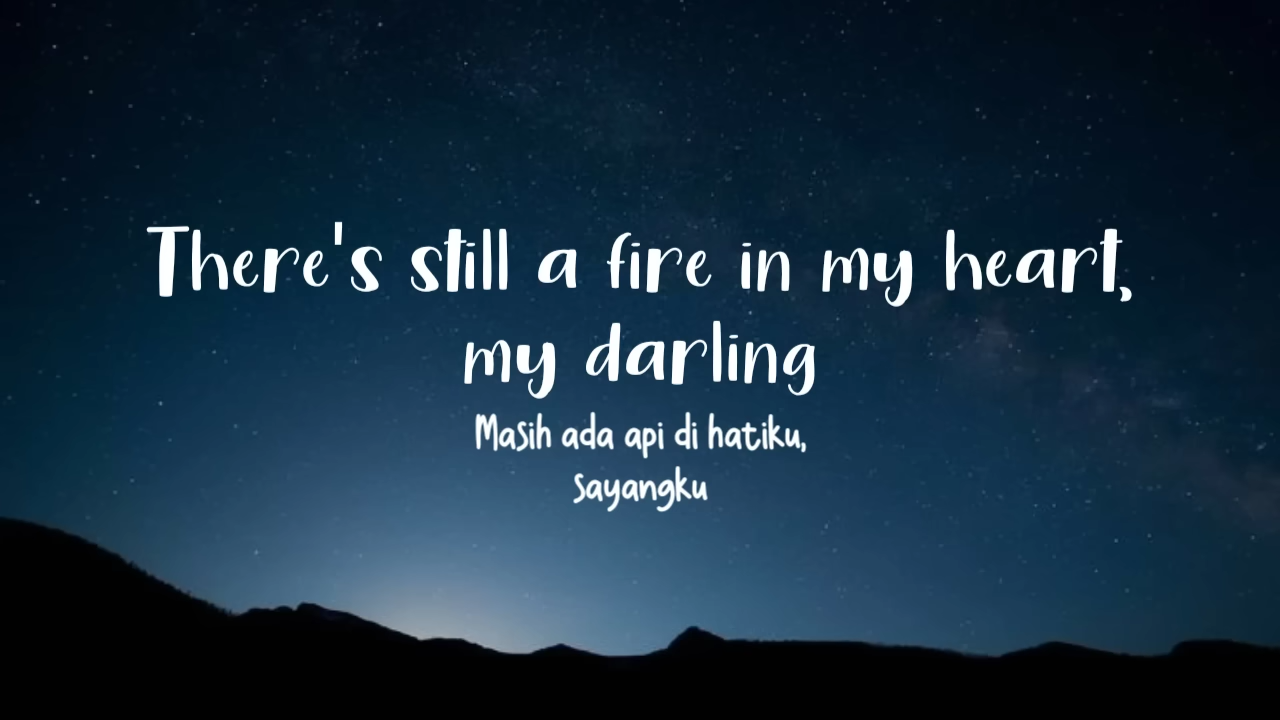 There's still a fire in my heart,
my darling
Masih ada api di hatiku,
sayangku